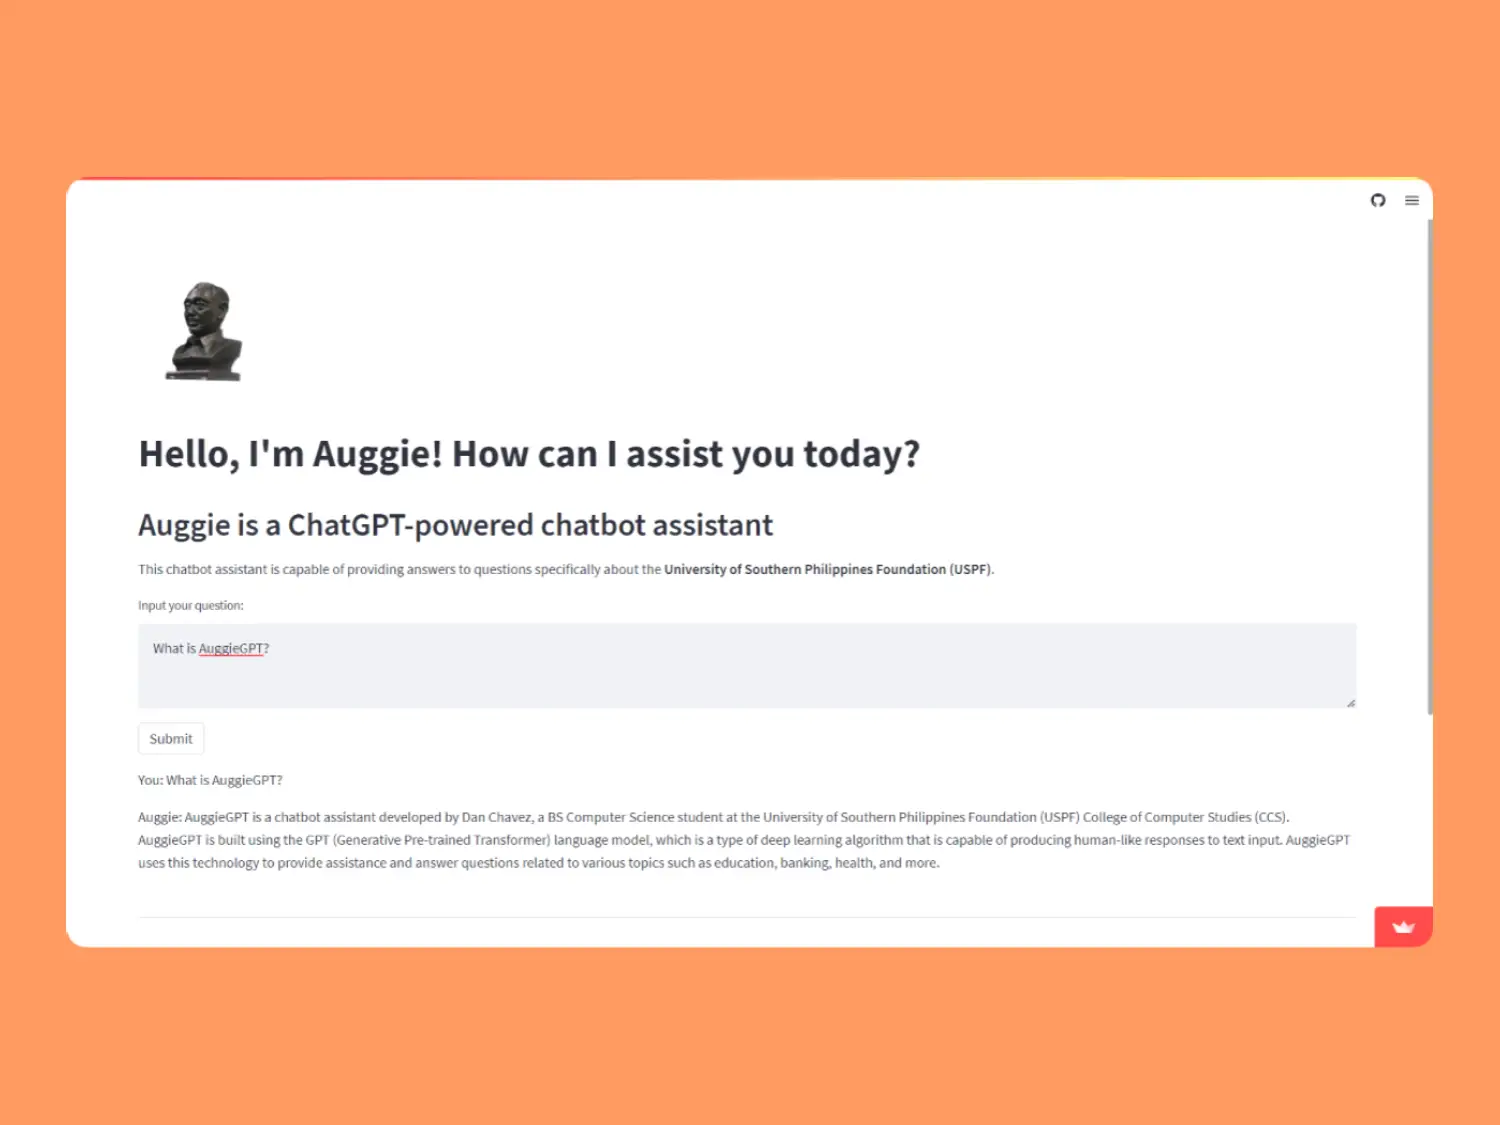 Hello, I'm Auggie! How can I assist you today?
Auggie is a ChatGPT-powered chatbot assistant
This chatbot assistant is capable of providing answers to questions specifically about the University of Southern Philippines Foundation (USPF).
Input your question:
What is AuggieGPT?
Submit
You: What is AuggieGPT?
Auggie: AuggieGPT is a chatbot assistant developed by Dan Chavez, a BS Computer Science student at the University of Southern Philippines Foundation (USPF) College of Computer Studies (CCS).
AuggieGPT is built using the GPT (Generative Pre-trained Transformer) language model, which is a type of deep learning algorithm that is capable of producing human-like responses to text input. AuggieGPT
uses this technology to provide assistance and answer questions related to various topics such as education, banking, health, and more.